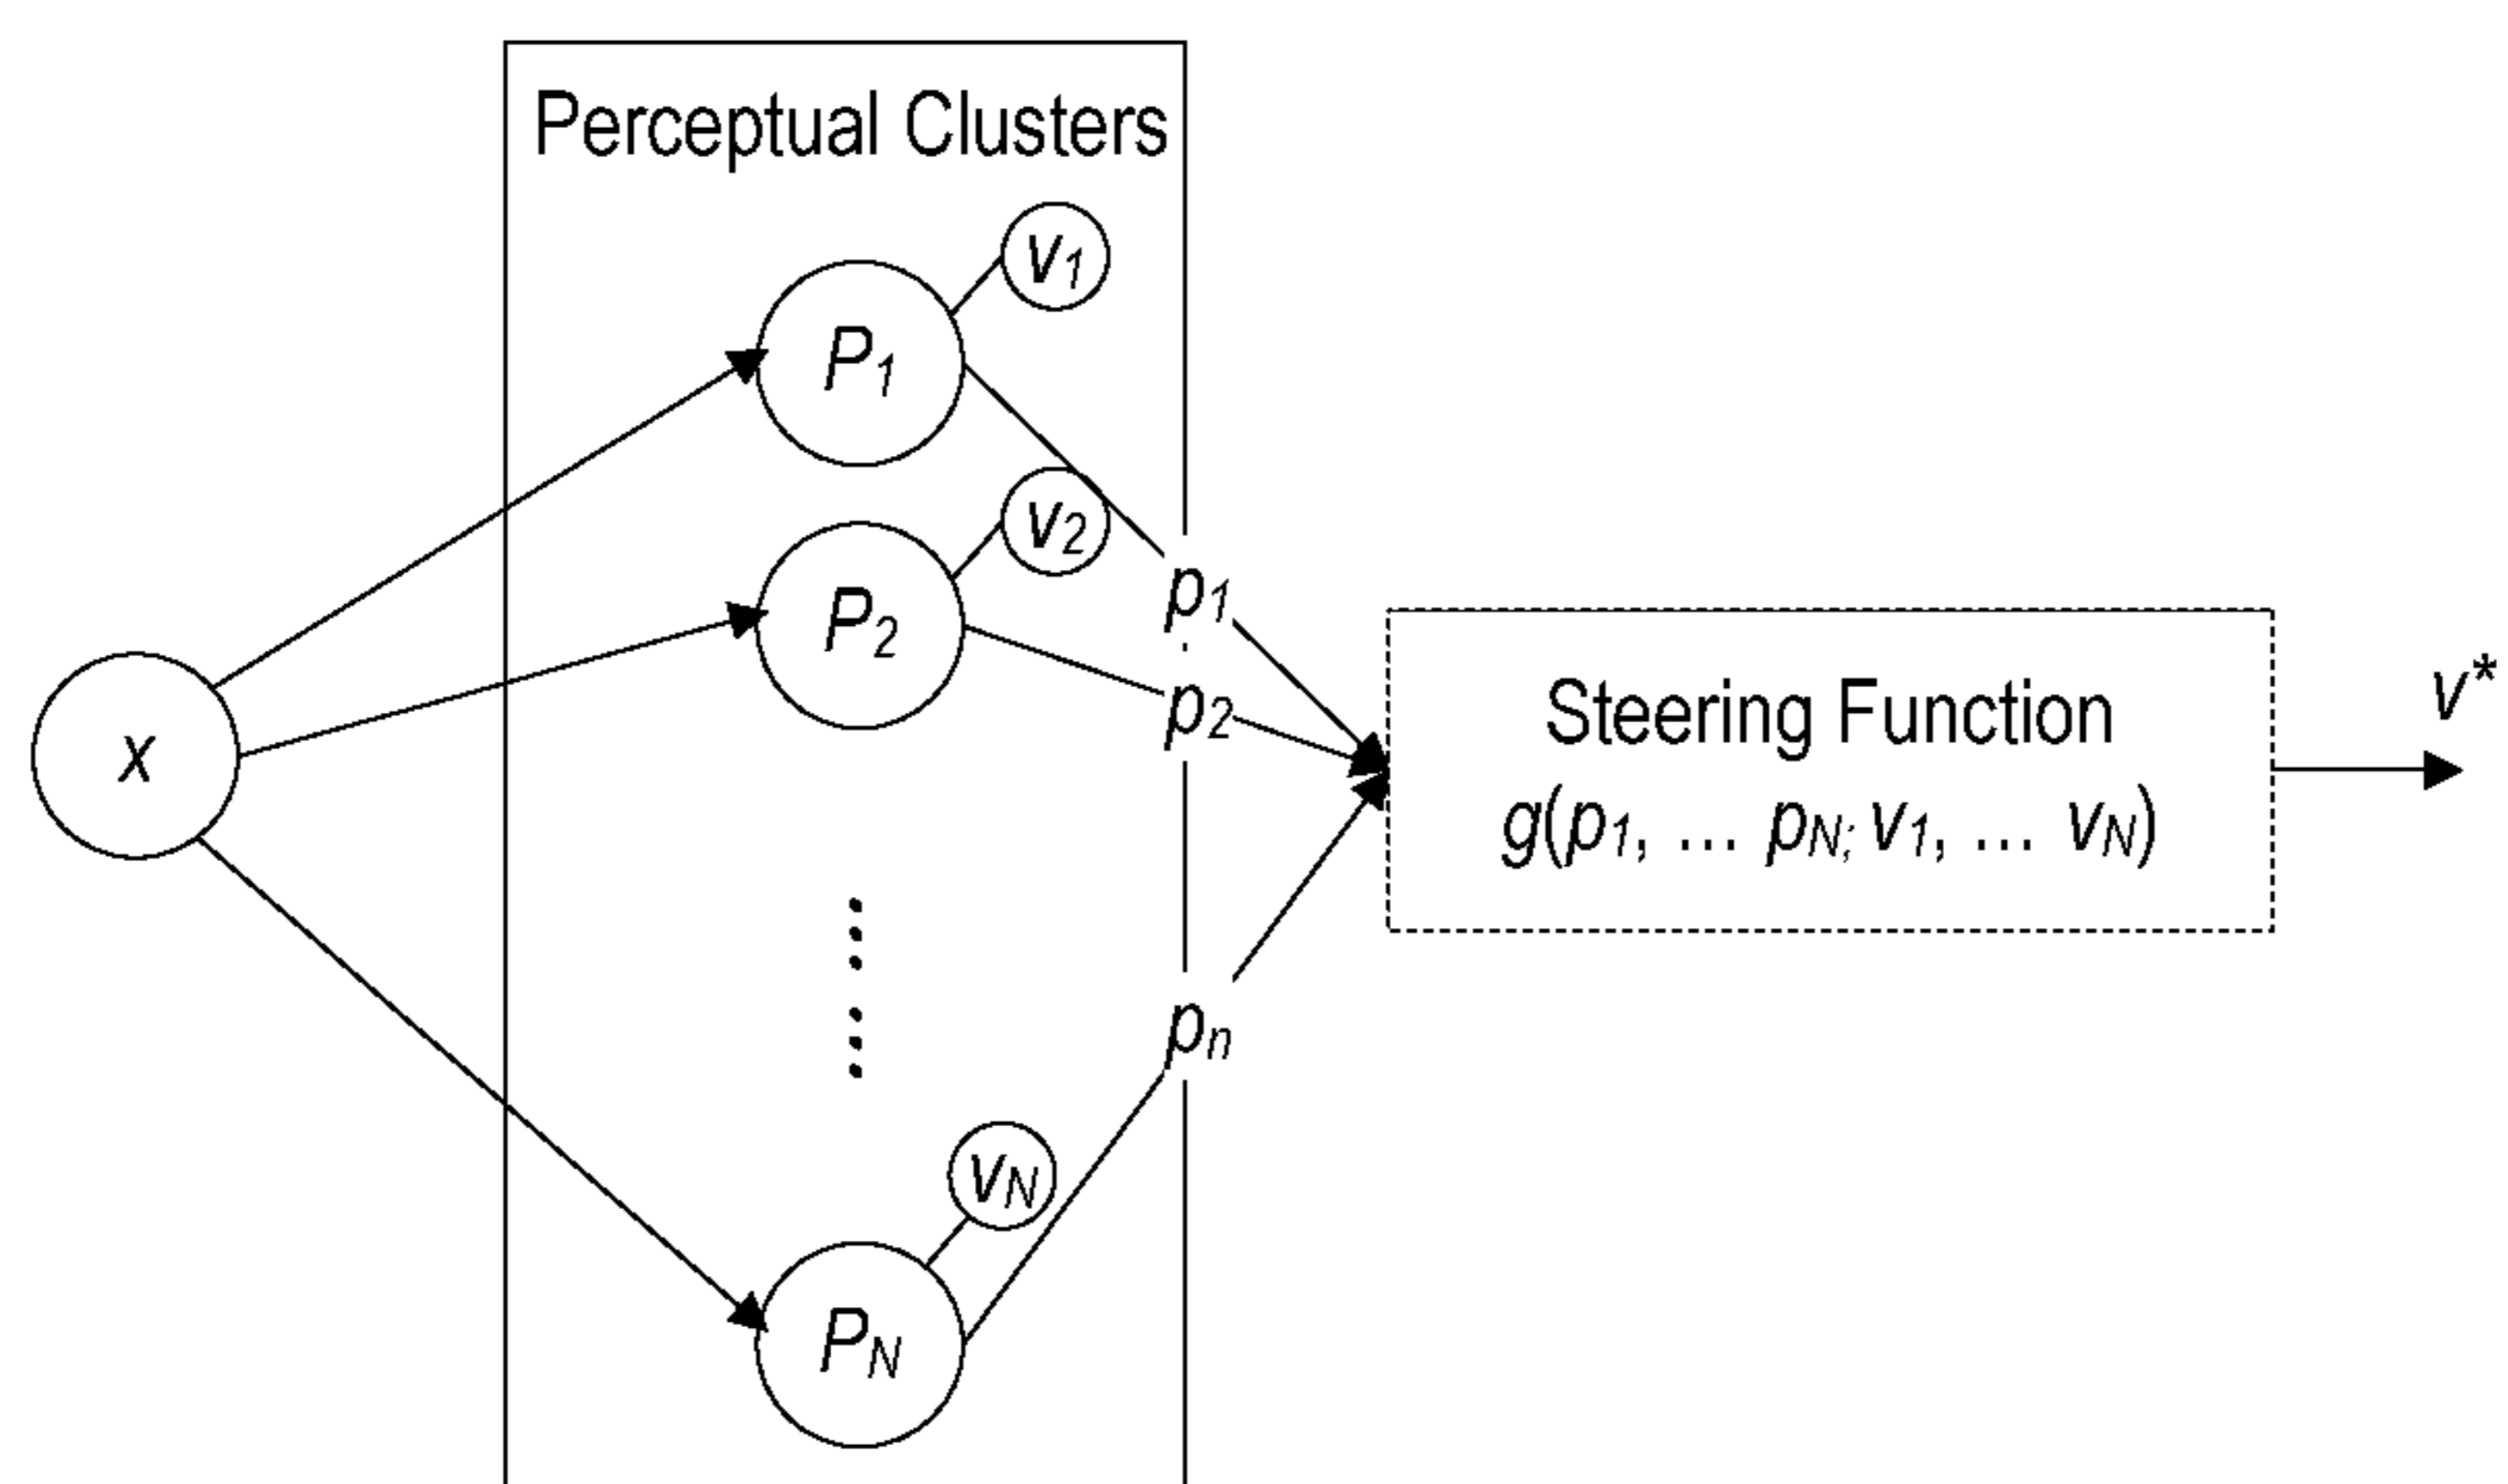 Perceptual Clusters
v1
P1
v2
p1
P2
p2
v*
x
Steering Function
g(p1, ... pN; v1, ... vN)
pn
vN
PN